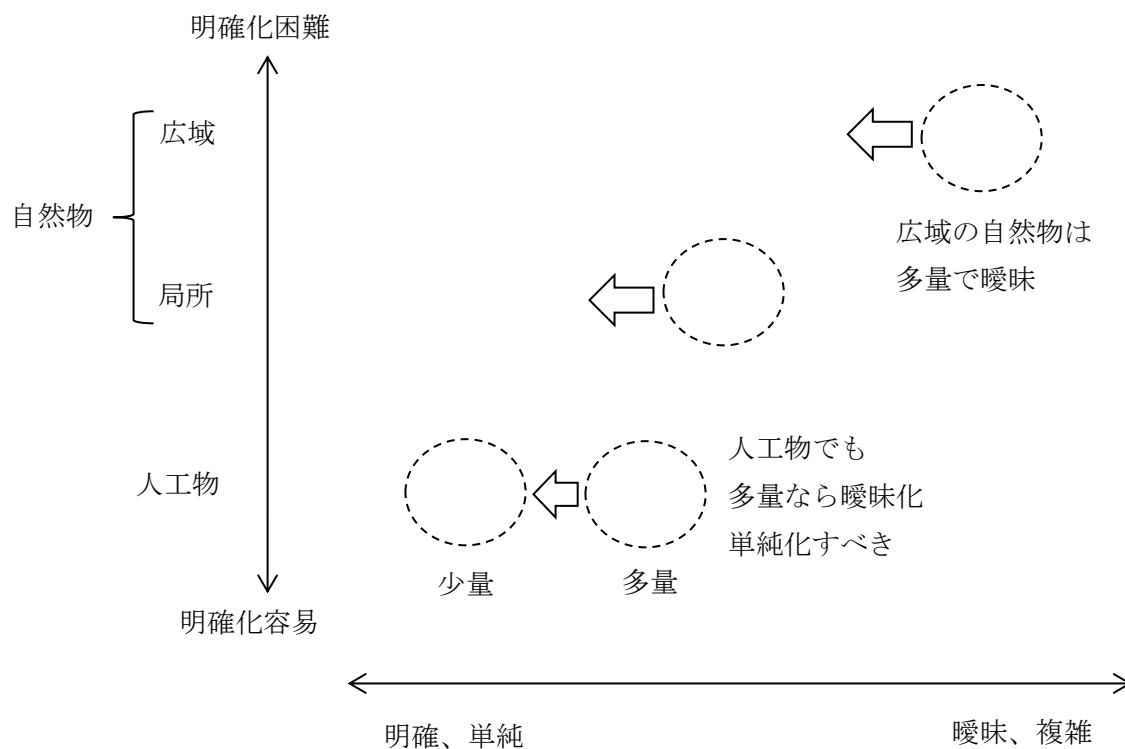 明確化困難
広域
自然物
広域の自然物は
多量で曖昧
局所
人工物でも
人工物
多量なら曖昧化
単純化すべき
少量
多量
明確化容易
明確、単純
曖昧、複雑